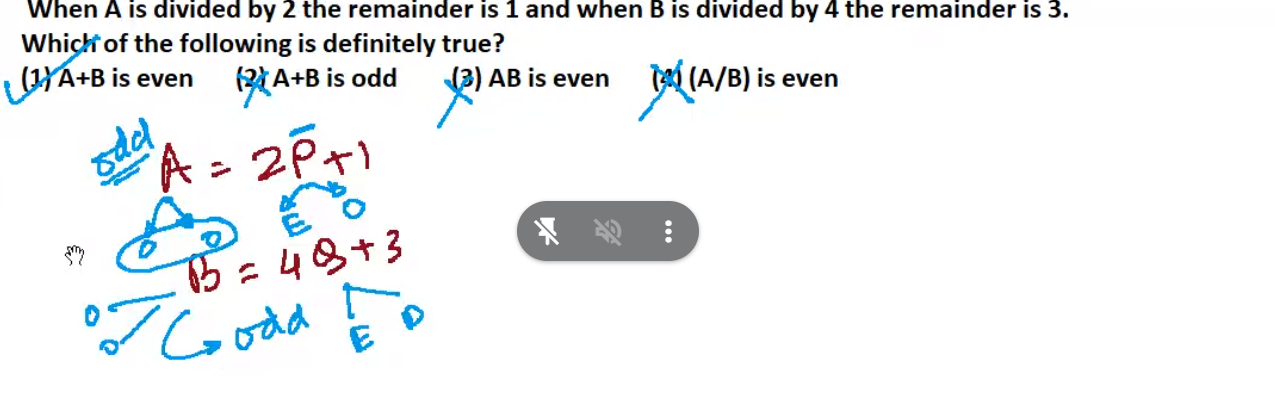 When A is divided by 2 the remainder is 1 and when B is divided by 4 the remainder is 3.
Which of the following is definitely true?
(1) A+B is even (2) A+B is odd (3) AB is even (4) (A/B) is even
odd A = 2P+1
E O
O O
B = 4Q+3
O
O odd E O